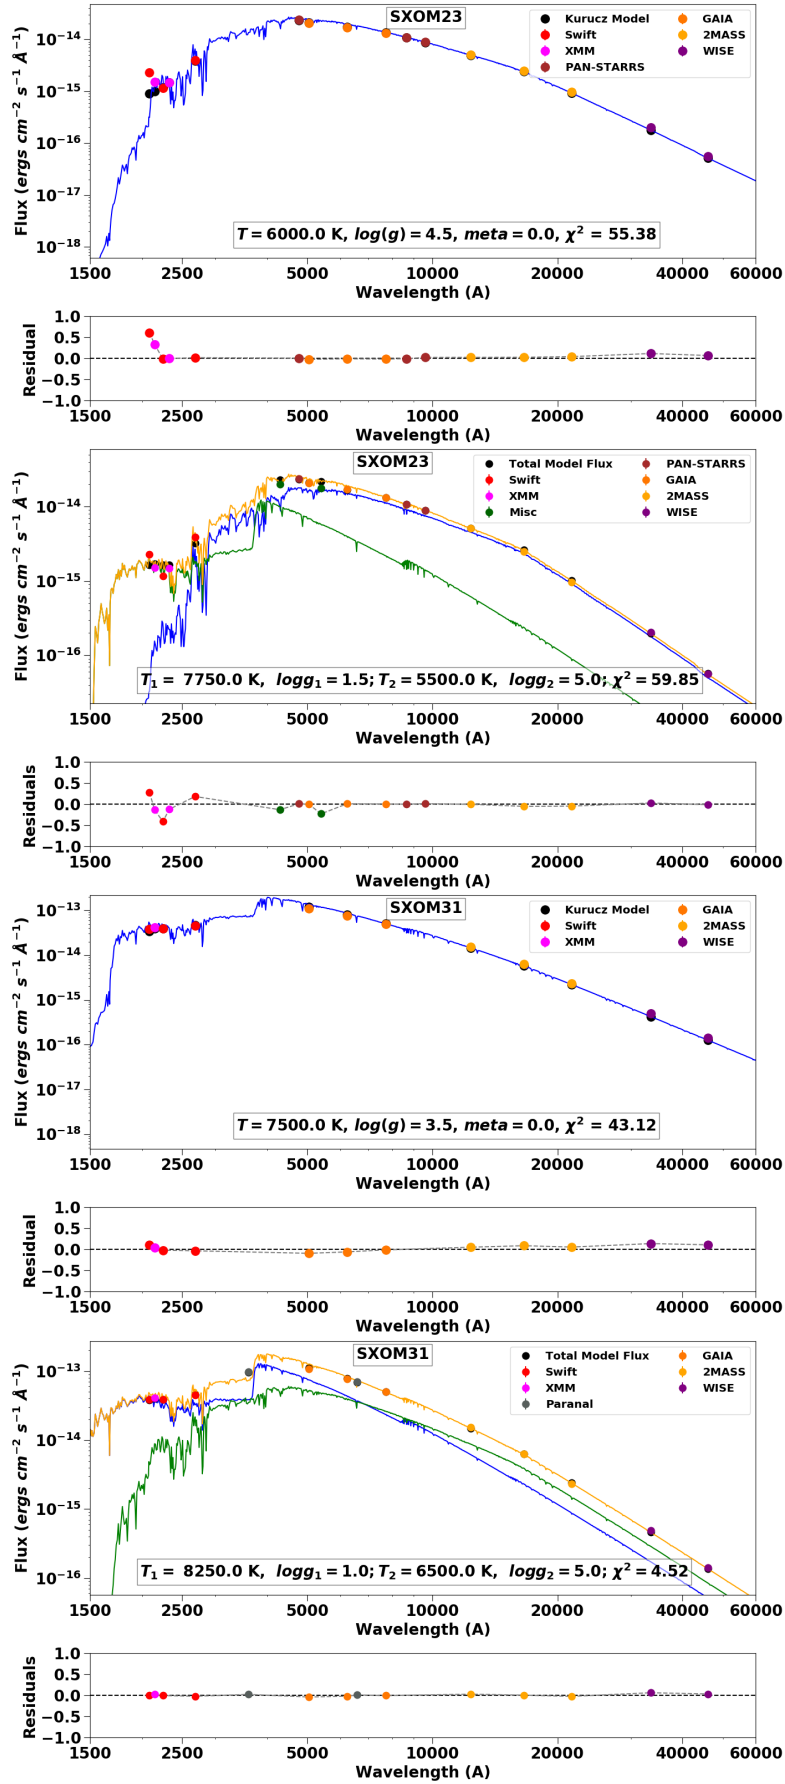 SXOM23
Kurucz Model
Swift
XMM
PAN-STARRS
GAIA
2MASS
WISE
10⁻¹⁴
10⁻¹⁵
10⁻¹⁶
10⁻¹⁷
10⁻¹⁸
Flux (ergs cm⁻² s⁻¹ Å⁻¹)
T = 6000.0 K, log(g) = 4.5, meta = 0.0, χ² = 55.38
1500 2500 5000 10000 20000 40000 60000
Wavelength (A)
1.0
0.5
0.0
−0.5
−1.0
Residual
1500 2500 5000 10000 20000 40000 60000
Wavelength (A)
SXOM23
Total Model Flux
Swift
XMM
Misc
PAN-STARRS
GAIA
2MASS
WISE
10⁻¹⁴
10⁻¹⁵
10⁻¹⁶
Flux (ergs cm⁻² s⁻¹ Å⁻¹)
T₁ = 7750.0 K, logg₁ = 1.5; T₂ = 5500.0 K, logg₂ = 5.0; χ² = 59.85
1500 2500 5000 10000 20000 40000 60000
Wavelength (A)
1.0
0.5
0.0
−0.5
−1.0
Residuals
1500 2500 5000 10000 20000 40000 60000
Wavelength (A)
SXOM31
Kurucz Model
Swift
XMM
GAIA
2MASS
WISE
10⁻¹³
10⁻¹⁴
10⁻¹⁵
10⁻¹⁶
10⁻¹⁷
10⁻¹⁸
Flux (ergs cm⁻² s⁻¹ Å⁻¹)
T = 7500.0 K, log(g) = 3.5, meta = 0.0, χ² = 43.12
1500 2500 5000 10000 20000 40000 60000
Wavelength (A)
1.0
0.5
0.0
−0.5
−1.0
Residual
1500 2500 5000 10000 20000 40000 60000
Wavelength (A)
SXOM31
Total Model Flux
Swift
XMM
Paranal
GAIA
2MASS
WISE
10⁻¹³
10⁻¹⁴
10⁻¹⁵
10⁻¹⁶
Flux (ergs cm⁻² s⁻¹ Å⁻¹)
T₁ = 8250.0 K, logg₁ = 1.0; T₂ = 6500.0 K, logg₂ = 5.0; χ² = 4.52
1500 2500 5000 10000 20000 40000 60000
Wavelength (A)
1.0
0.5
0.0
−0.5
−1.0
Residuals
1500 2500 5000 10000 20000 40000 60000
Wavelength (A)